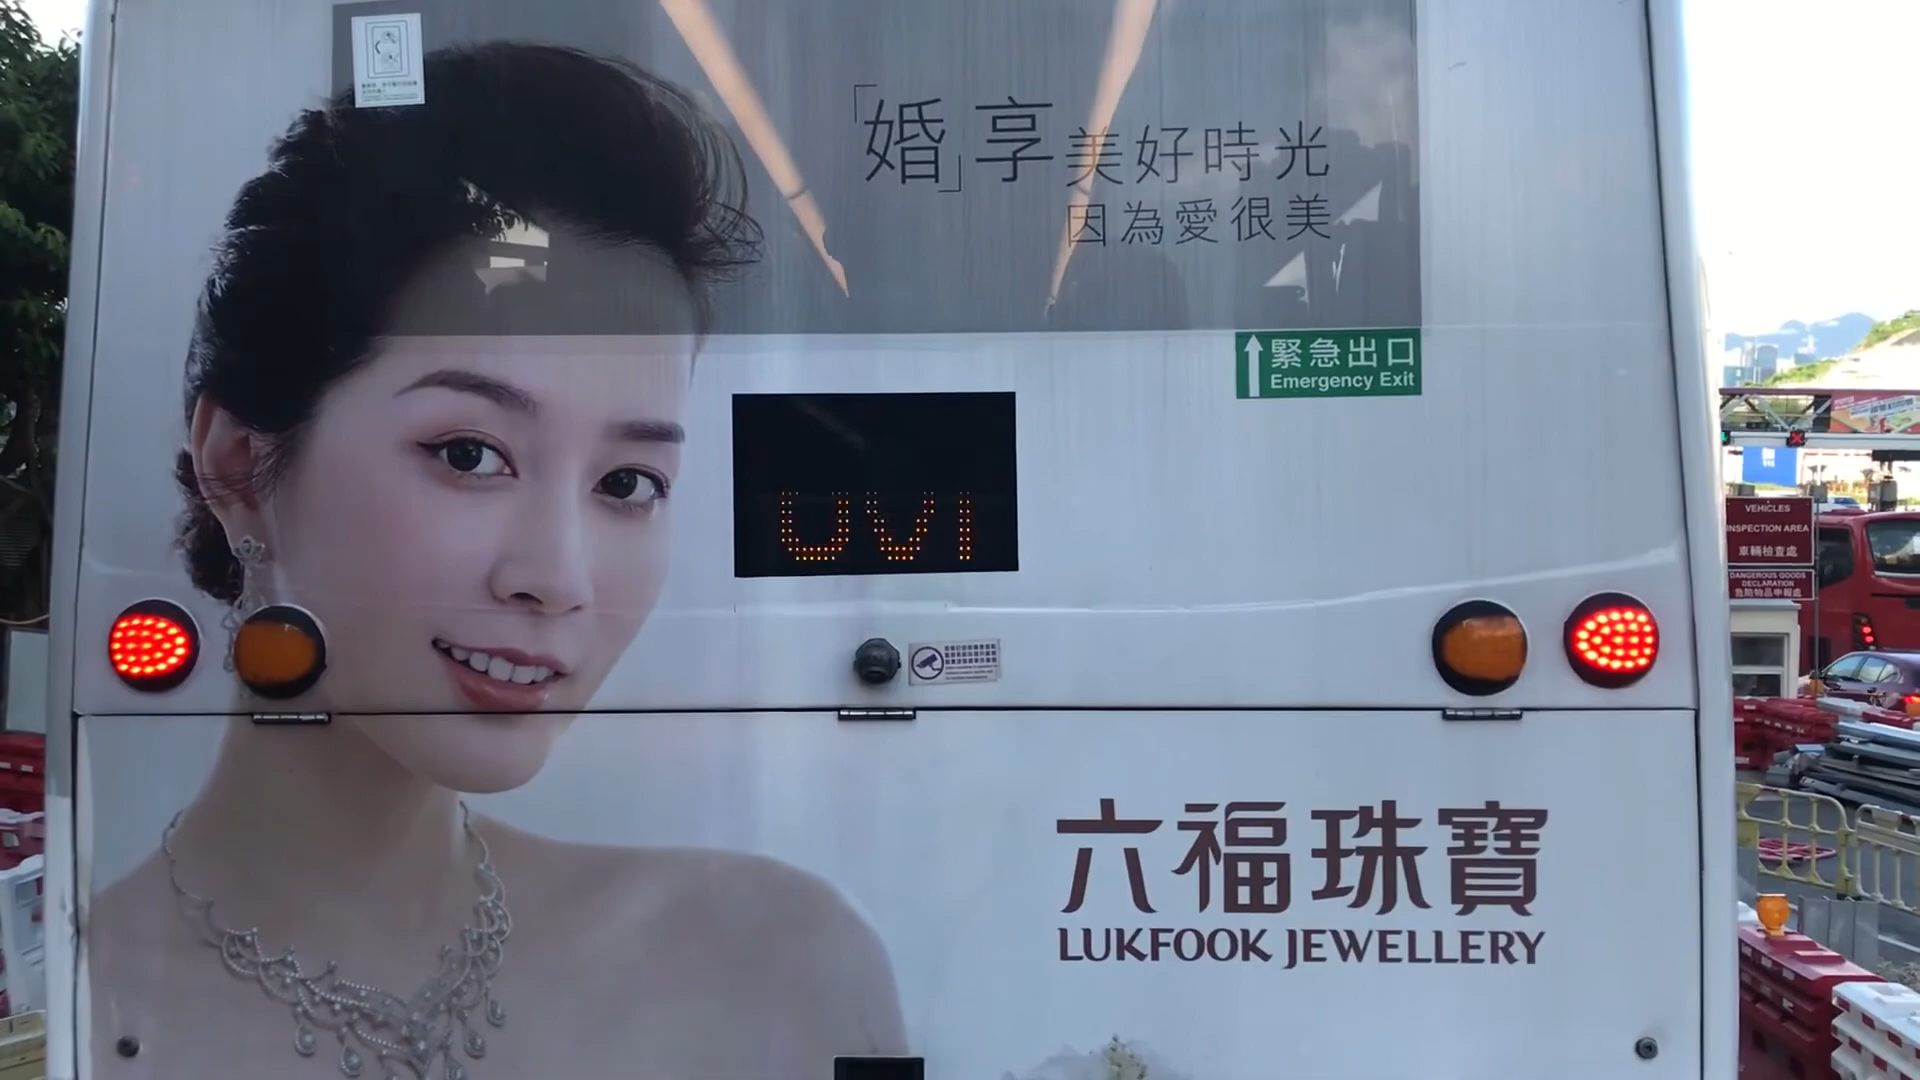 「婚」享美好時光
因為愛很美
緊急出口
Emergency Exit
VEHICLES
INSPECTION AREA
車輛檢查處
DANGEROUS GOODS
DECLARATION
危險物品申報處
六福珠寶
LUKFOOK JEWELLERY